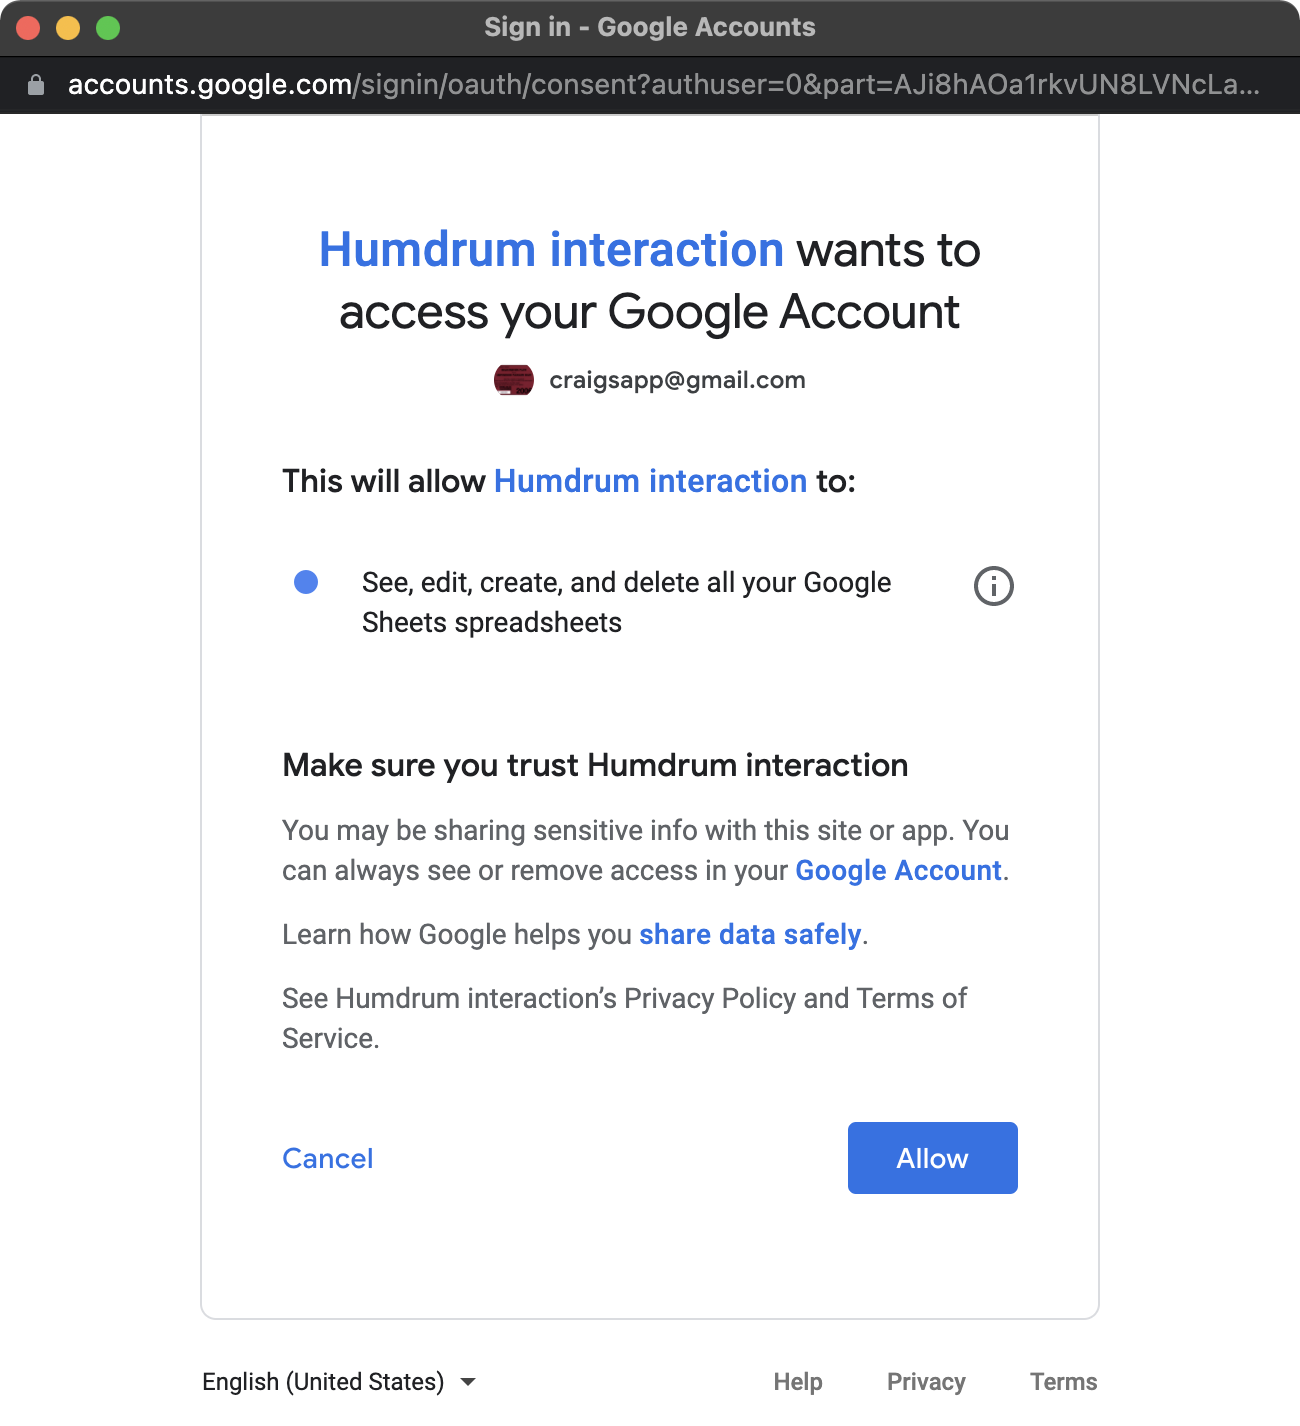 Sign in - Google Accounts
accounts.google.com/signin/oauth/consent?authuser=0&part=AJi8hAOa1rkvUN8LVNcLa...
Humdrum interaction wants to
access your Google Account
craigsapp@gmail.com
This will allow Humdrum interaction to:
See, edit, create, and delete all your Google
Sheets spreadsheets
Make sure you trust Humdrum interaction
You may be sharing sensitive info with this site or app. You
can always see or remove access in your Google Account.
Learn how Google helps you share data safely.
See Humdrum interaction’s Privacy Policy and Terms of
Service.
Cancel
Allow
English (United States)
Help
Privacy
Terms